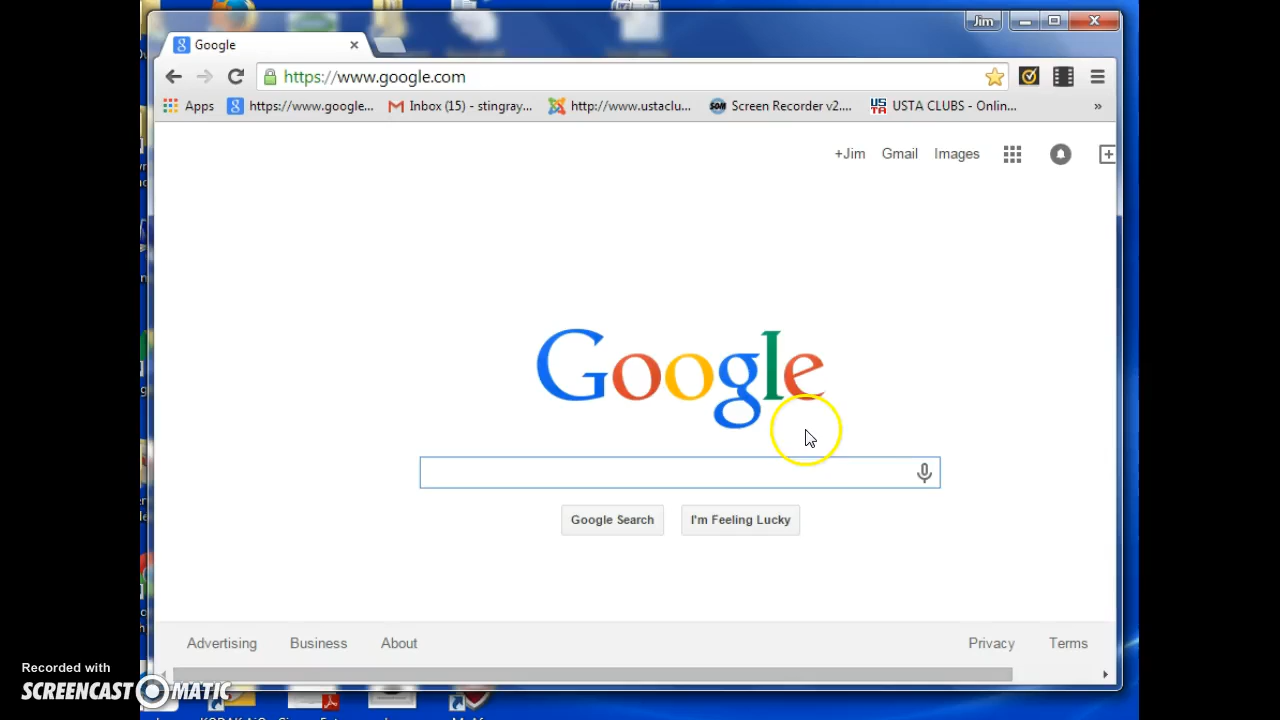 Jim
Google
https://www.google.com
Apps https://www.google... Inbox (15) - stingray... http://www.ustaclu... Screen Recorder v2.... USTA CLUBS - Onlin... »
+Jim Gmail Images
Google
Google Search I'm Feeling Lucky
Advertising Business About Privacy Terms
Recorded with
SCREENCAST MATIC